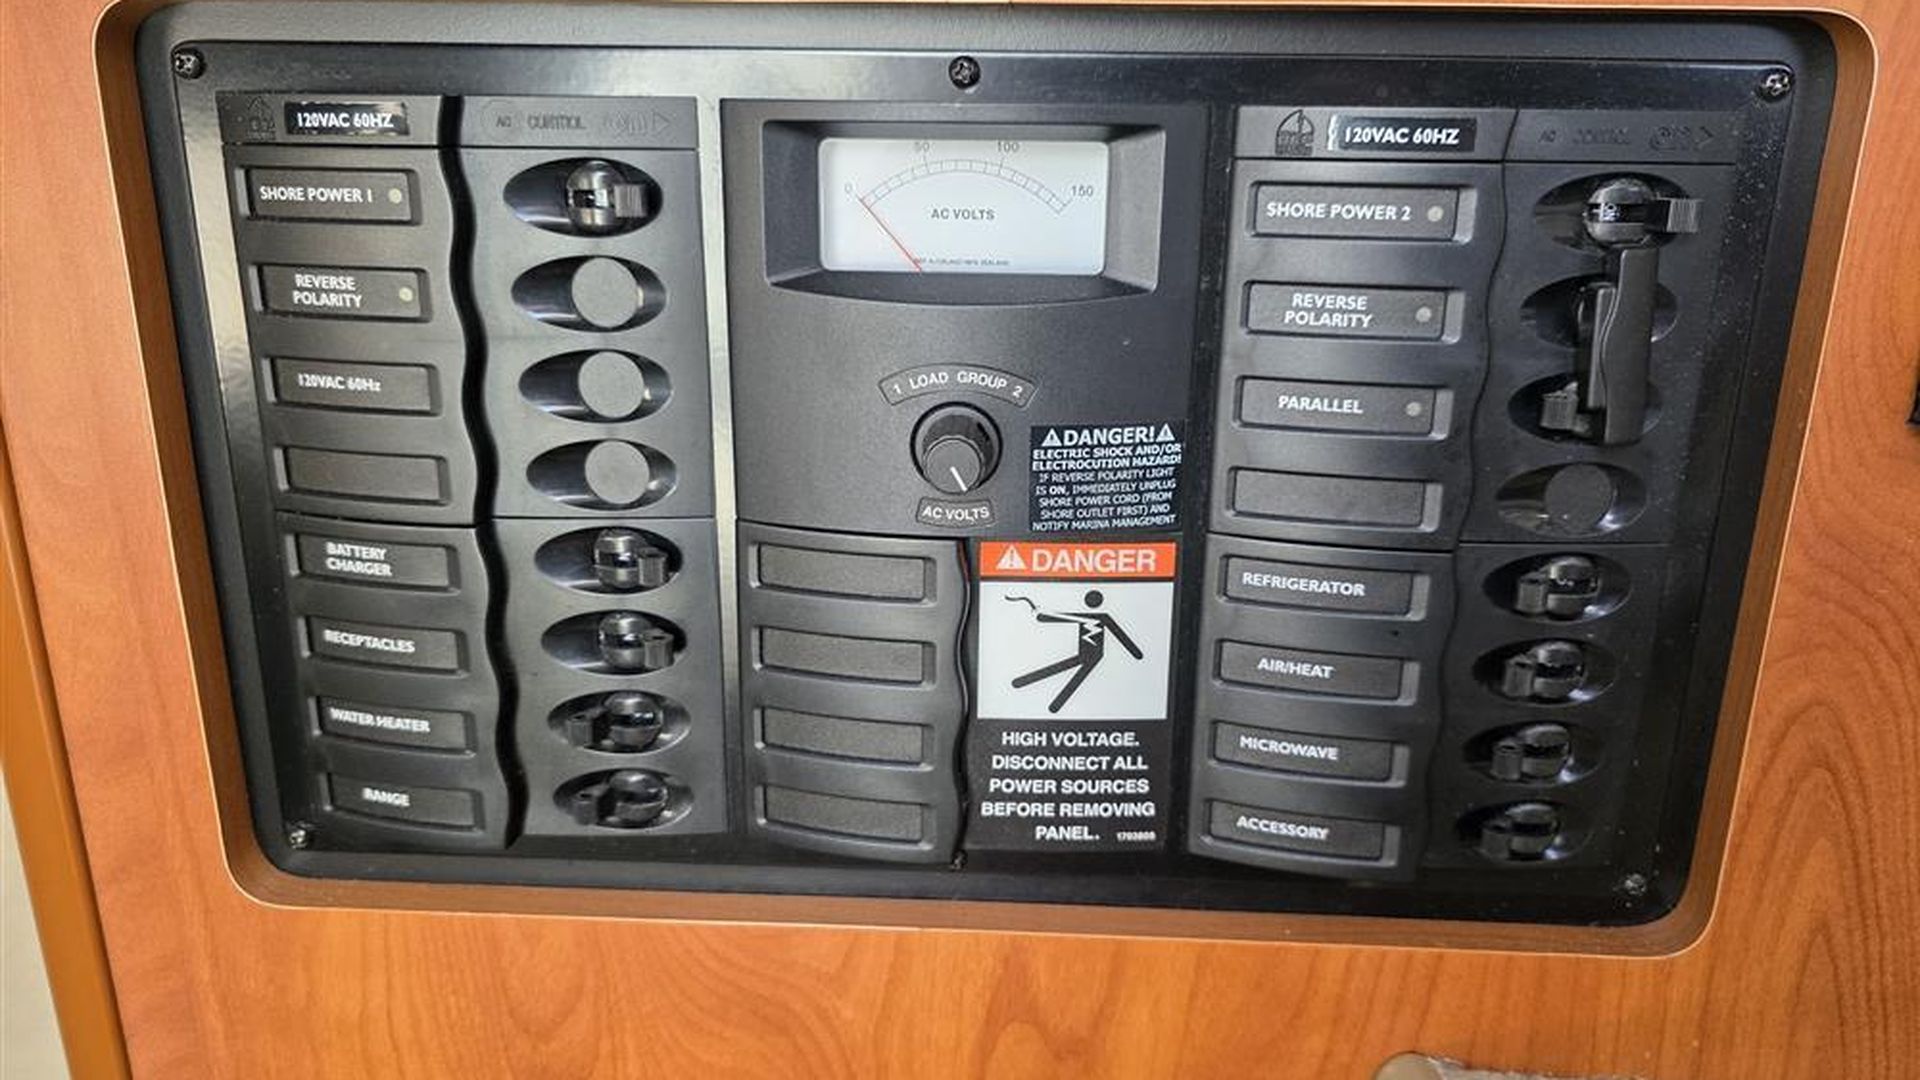 120VAC 60HZ
AC CONTROL
SHORE POWER 1
REVERSE
POLARITY
120VAC 60Hz
BATTERY
CHARGER
RECEPTACLES
WATER HEATER
RANGE
0
50
100
150
AC VOLTS
1 LOAD GROUP 2
AC VOLTS
DANGER!
ELECTRIC SHOCK AND/OR
ELECTROCUTION HAZARD!
IF REVERSE POLARITY LIGHT
IS ON, IMMEDIATELY UNPLUG
SHORE POWER CORD (FROM
SHORE OUTLET FIRST) AND
NOTIFY MARINA MANAGEMENT
DANGER
HIGH VOLTAGE.
DISCONNECT ALL
POWER SOURCES
BEFORE REMOVING
PANEL.
120VAC 60HZ
AC CONTROL
SHORE POWER 2
ON
REVERSE
POLARITY
PARALLEL
REFRIGERATOR
AIR/HEAT
MICROWAVE
ACCESSORY